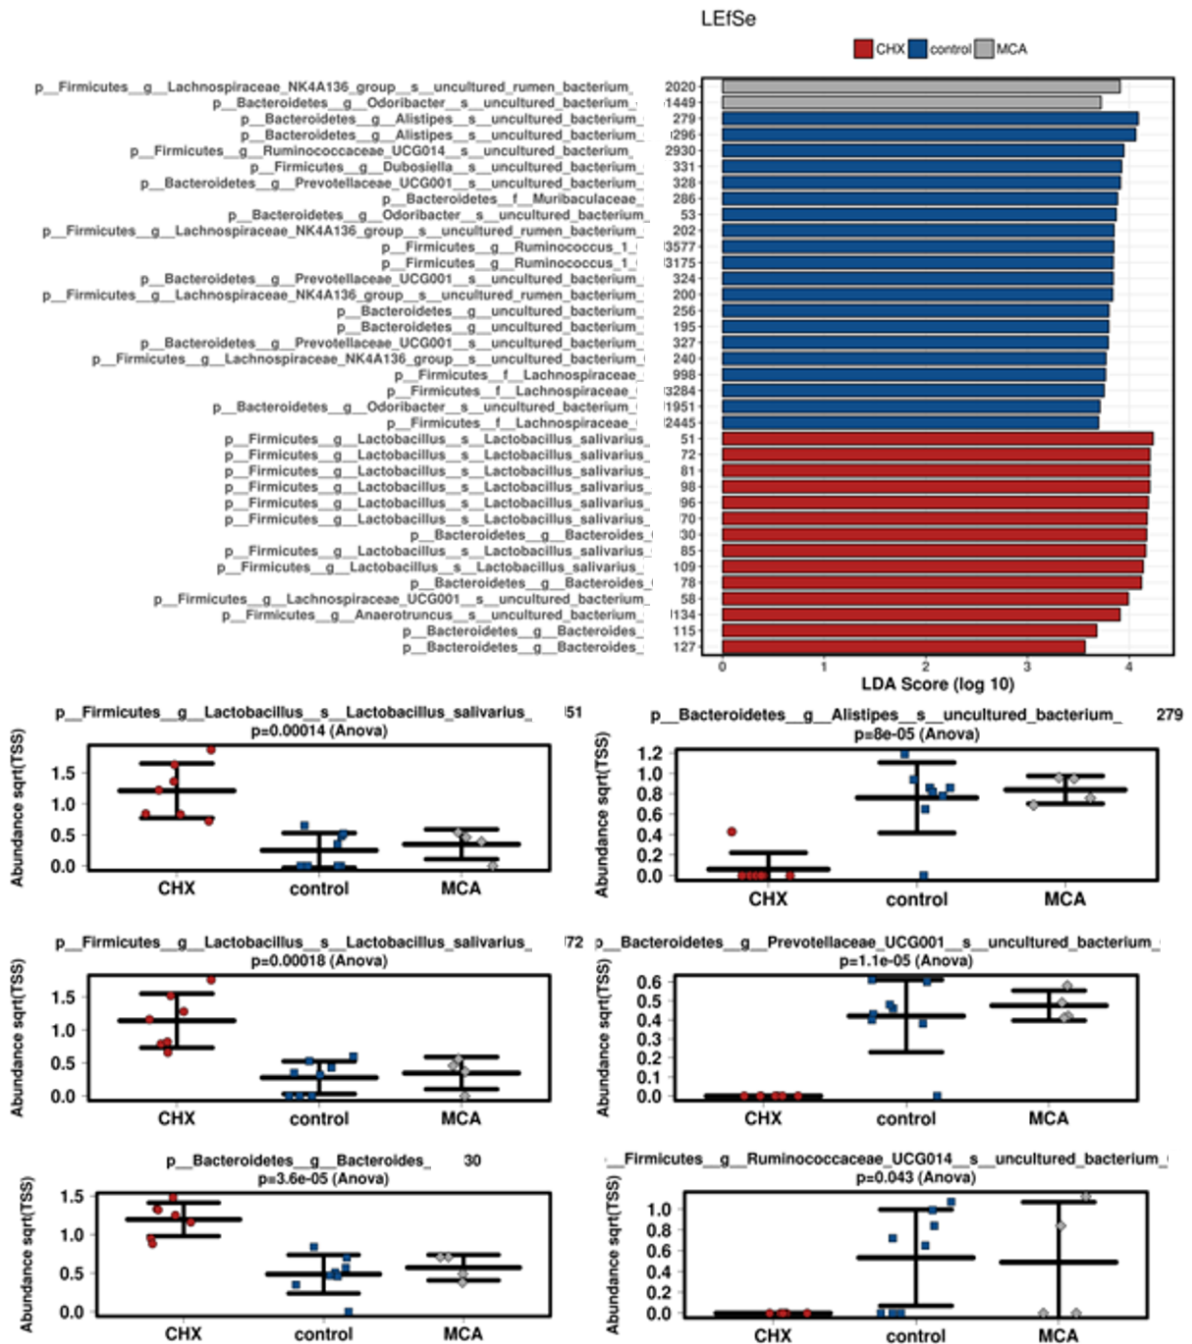 LEfSe
CHX control MCA
p__Firmicutes__g__Lachnospiraceae_NK4A136_group__s__uncultured_rumen_bacterium_ 2020
p__Bacteroidetes__g__Odoribacter__s__uncultured_bacterium_ 1449
p__Bacteroidetes__g__Alistipes__s__uncultured_bacterium_ 279
p__Bacteroidetes__g__Alistipes__s__uncultured_bacterium_ 296
p__Firmicutes__g__Ruminococcaceae_UCG014__s__uncultured_bacterium_ 2930
p__Firmicutes__g__Dubosiella__s__uncultured_bacterium_ 331
p__Bacteroidetes__g__Prevotellaceae_UCG001__s__uncultured_bacterium_ 328
p__Bacteroidetes__f__Muribaculaceae_ 286
p__Bacteroidetes__g__Odoribacter__s__uncultured_bacterium_ 53
p__Firmicutes__g__Lachnospiraceae_NK4A136_group__s__uncultured_rumen_bacterium_ 202
p__Firmicutes__g__Ruminococcus_1_ 3577
p__Firmicutes__g__Ruminococcus_1_ 3175
p__Bacteroidetes__g__Prevotellaceae_UCG001__s__uncultured_bacterium_ 324
p__Firmicutes__g__Lachnospiraceae_NK4A136_group__s__uncultured_rumen_bacterium_ 200
p__Bacteroidetes__g__uncultured_bacterium_ 256
p__Bacteroidetes__g__uncultured_bacterium_ 195
p__Bacteroidetes__g__Prevotellaceae_UCG001__s__uncultured_bacterium_ 327
p__Firmicutes__g__Lachnospiraceae_NK4A136_group__s__uncultured_bacterium_ 240
p__Firmicutes__f__Lachnospiraceae_ 998
p__Firmicutes__f__Lachnospiraceae_ 3284
p__Bacteroidetes__g__Odoribacter__s__uncultured_bacterium_ 1951
p__Firmicutes__f__Lachnospiraceae_ 2445
p__Firmicutes__g__Lactobacillus__s__Lactobacillus_salivarius_ 51
p__Firmicutes__g__Lactobacillus__s__Lactobacillus_salivarius_ 72
p__Firmicutes__g__Lactobacillus__s__Lactobacillus_salivarius_ 81
p__Firmicutes__g__Lactobacillus__s__Lactobacillus_salivarius_ 98
p__Firmicutes__g__Lactobacillus__s__Lactobacillus_salivarius_ 96
p__Firmicutes__g__Lactobacillus__s__Lactobacillus_salivarius_ 70
p__Bacteroidetes__g__Bacteroides_ 30
p__Firmicutes__g__Lactobacillus__s__Lactobacillus_salivarius_ 85
p__Firmicutes__g__Lactobacillus__s__Lactobacillus_salivarius_ 109
p__Bacteroidetes__g__Bacteroides_ 78
p__Firmicutes__g__Lachnospiraceae_UCG001__s__uncultured_bacterium_ 58
p__Firmicutes__g__Anaerotruncus__s__uncultured_bacterium_ 134
p__Bacteroidetes__g__Bacteroides_ 115
p__Bacteroidetes__g__Bacteroides_ 127
0 1 2 3 4
LDA Score (log 10)
p__Firmicutes__g__Lactobacillus__s__Lactobacillus_salivarius_ 51
p=0.00014 (Anova)
Abundance sqrt(TSS)
1.5
1.0
0.5
0.0
CHX control MCA
p__Bacteroidetes__g__Alistipes__s__uncultured_bacterium_ 279
p=8e-05 (Anova)
Abundance sqrt(TSS)
1.2
1.0
0.8
0.6
0.4
0.2
0.0
CHX control MCA
p__Firmicutes__g__Lactobacillus__s__Lactobacillus_salivarius_ 72
p=0.00018 (Anova)
Abundance sqrt(TSS)
1.5
1.0
0.5
0.0
CHX control MCA
p__Bacteroidetes__g__Prevotellaceae_UCG001__s__uncultured_bacterium_
p=1.1e-05 (Anova)
Abundance sqrt(TSS)
0.6
0.5
0.4
0.3
0.2
0.1
0.0
CHX control MCA
p__Bacteroidetes__g__Bacteroides_ 30
p=3.6e-05 (Anova)
Abundance sqrt(TSS)
1.5
1.0
0.5
0.0
CHX control MCA
Firmicutes__g__Ruminococcaceae_UCG014__s__uncultured_bacterium_
p=0.043 (Anova)
Abundance sqrt(TSS)
1.0
0.8
0.6
0.4
0.2
0.0
CHX control MCA